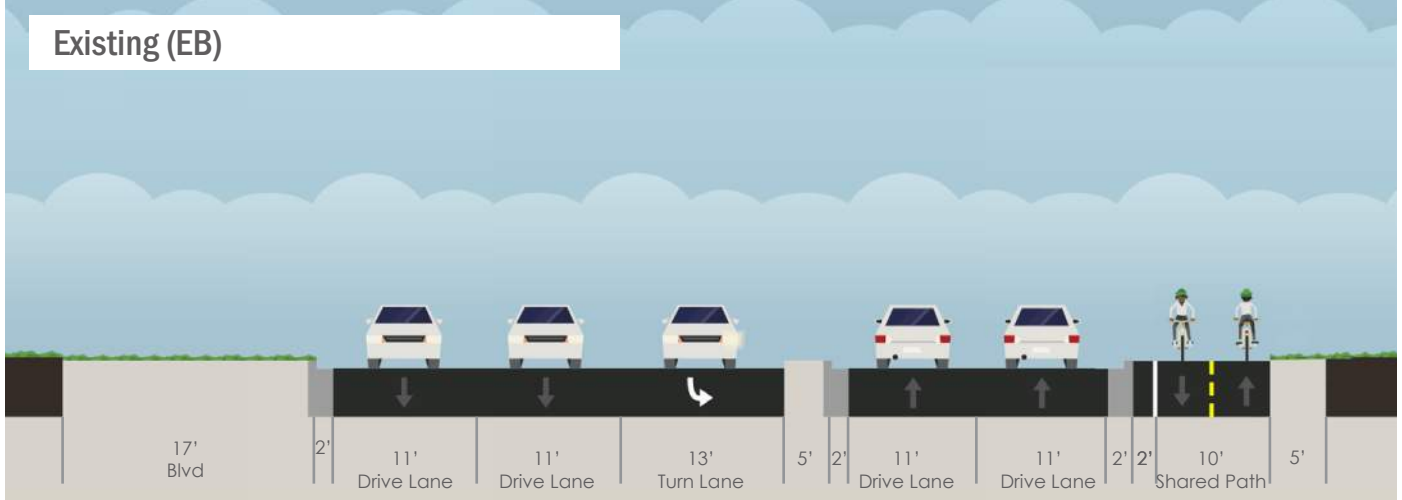 Existing (EB)
17’
Blvd
2’
11’
Drive Lane
11’
Drive Lane
13’
Turn Lane
5’
2’
11’
Drive Lane
11’
Drive Lane
2’
2’
10’
Shared Path
5’